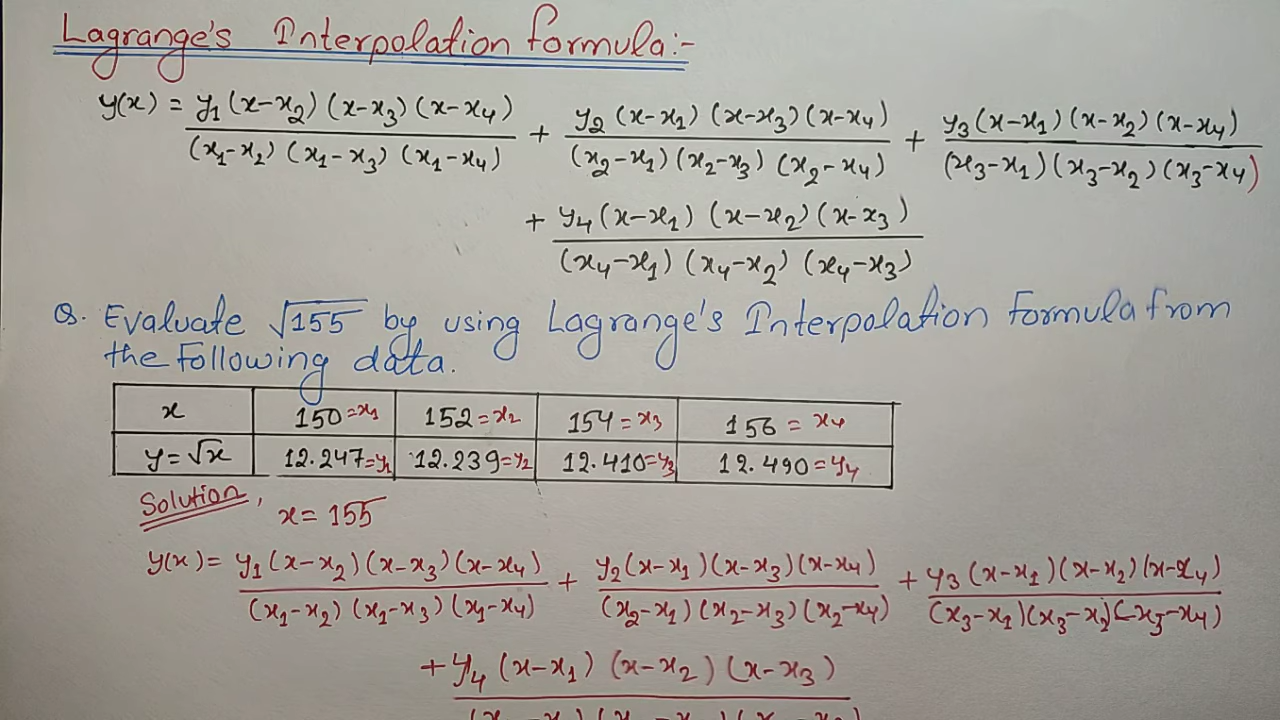 Lagrange's Interpolation formula:-
y(x) = y₁(x-x₂)(x-x₃)(x-x₄)/(x₁-x₂)(x₁-x₃)(x₁-x₄) + y₂(x-x₁)(x-x₃)(x-x₄)/(x₂-x₁)(x₂-x₃)(x₂-x₄) + y₃(x-x₁)(x-x₂)(x-x₄)/(x₃-x₁)(x₃-x₂)(x₃-x₄)
+ y₄(x-x₁)(x-x₂)(x-x₃)/(x₄-x₁)(x₄-x₂)(x₄-x₃)
Q. Evaluate √155 by using Lagrange's Interpolation formula from
the following data.
x 150=x₁ 152=x₂ 154=x₃ 156=x₄
y=√x 12.247=y₁ 12.239=y₂ 12.410=y₃ 12.490=y₄
Solution, x=155
y(x)= y₁(x-x₂)(x-x₃)(x-x₄)/(x₁-x₂)(x₁-x₃)(x₁-x₄) + y₂(x-x₁)(x-x₃)(x-x₄)/(x₂-x₁)(x₂-x₃)(x₂-x₄) + y₃(x-x₁)(x-x₂)(x-x₄)/(x₃-x₁)(x₃-x₂)(x₃-x₄)
+ y₄(x-x₁)(x-x₂)(x-x₃)